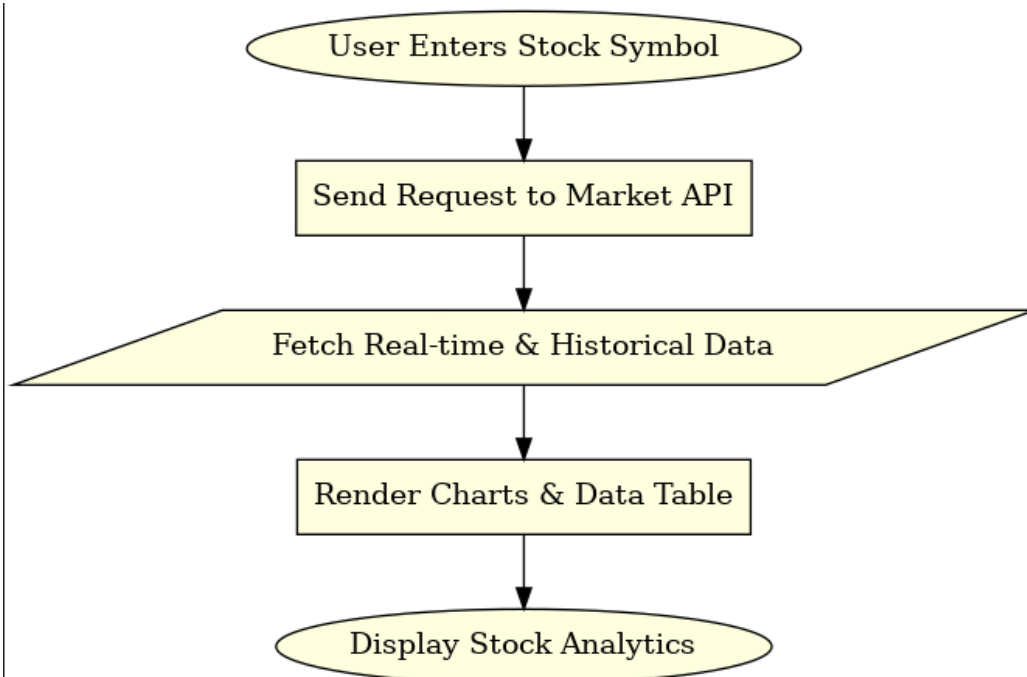 User Enters Stock Symbol
Send Request to Market API
Fetch Real-time & Historical Data
Render Charts & Data Table
Display Stock Analytics